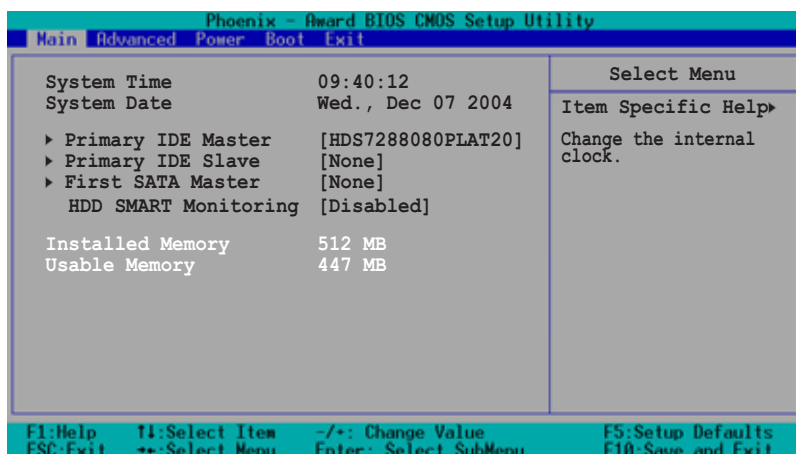 Phoenix - Award BIOS CMOS Setup Utility
Main Advanced Power Boot Exit
System Time 09:40:12
System Date Wed., Dec 07 2004
▸ Primary IDE Master [HDS7288080PLAT20]
▸ Primary IDE Slave [None]
▸ First SATA Master [None]
HDD SMART Monitoring [Disabled]
Installed Memory 512 MB
Usable Memory 447 MB
Select Menu
Item Specific Help▸
Change the internal
clock.
F1:Help ↑↓:Select Item -/+: Change Value F5:Setup Defaults
ESC:Exit ←→:Select Menu Enter: Select SubMenu F10:Save and Exit